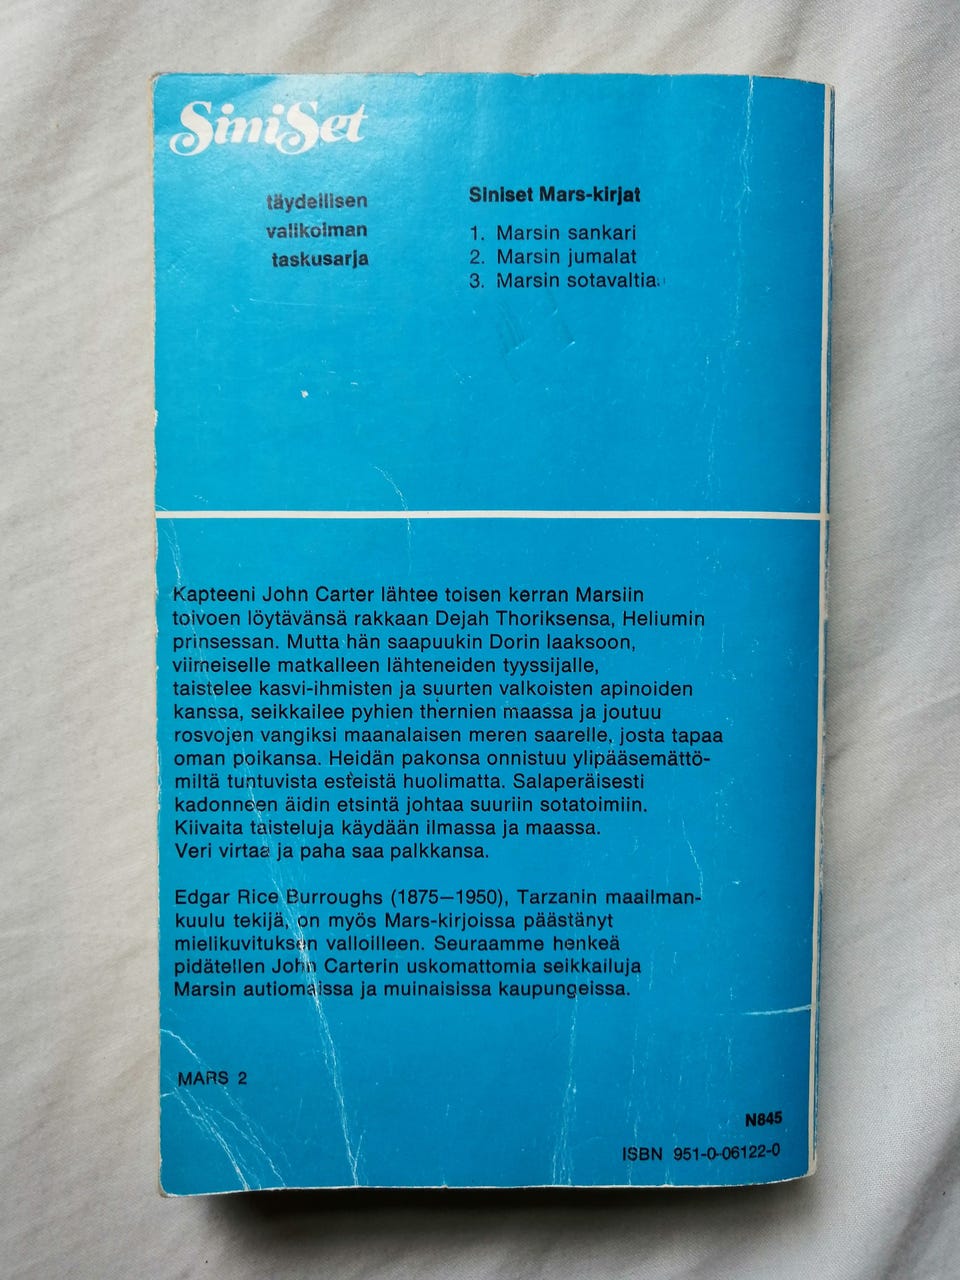 SiniSet
täydellisen
valikoiman
taskusarja
Siniset Mars-kirjat
1. Marsin sankari
2. Marsin jumalat
3. Marsin sotavaltias
Kapteeni John Carter lähtee toisen kerran Marsiin
toivoen löytävänsä rakkaan Dejah Thoriksensa, Heliumin
prinsessan. Mutta hän saapuukin Dorin laaksoon,
viimeiselle matkalleen lähteneiden tyyssijalle,
taistelee kasvi-ihmisten ja suurten valkoisten apinoiden
kanssa, seikkailee pyhien thernien maassa ja joutuu
rosvojen vangiksi maanalaisen meren saarelle, josta tapaa
oman poikansa. Heidän pakonsa onnistuu ylipääsemättö-
miltä tuntuvista esteistä huolimatta. Salaperäisesti
kadonneen äidin etsintä johtaa suuriin sotatoimiin.
Kiivaita taisteluja käydään ilmassa ja maassa.
Veri virtaa ja paha saa palkkansa.
Edgar Rice Burroughs (1875—1950), Tarzanin maailman-
kuulu tekijä, on myös Mars-kirjoissa päästänyt
mielikuvituksen valloilleen. Seuraamme henkeä
pidätellen John Carterin uskomattomia seikkailuja
Marsin autiomaissa ja muinaisissa kaupungeissa.
MARS 2
N845
ISBN 951-0-06122-0